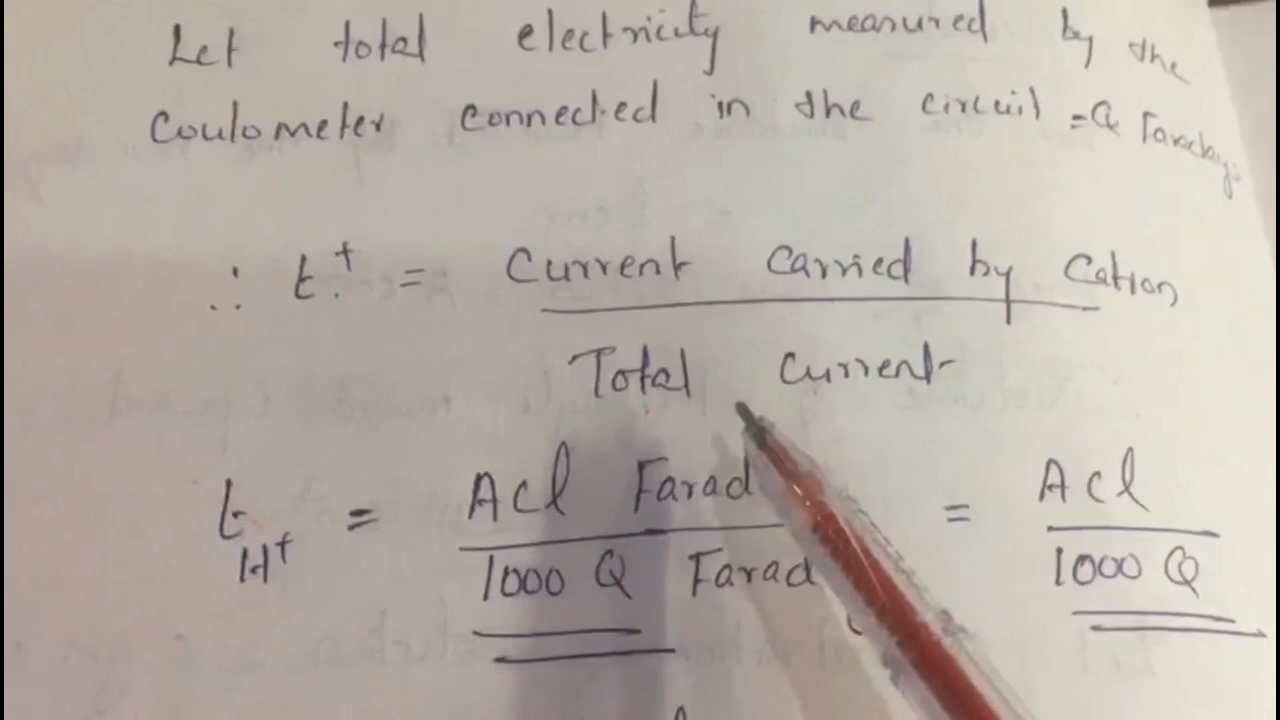 Let total electricity measured by the
Coulometer connected in the circuit = Q Faraday
∴ t⁺ = Current Carried by Cation
Total Current
t H⁺ = ACl Farad = ACl
1000 Q Farad 1000 Q